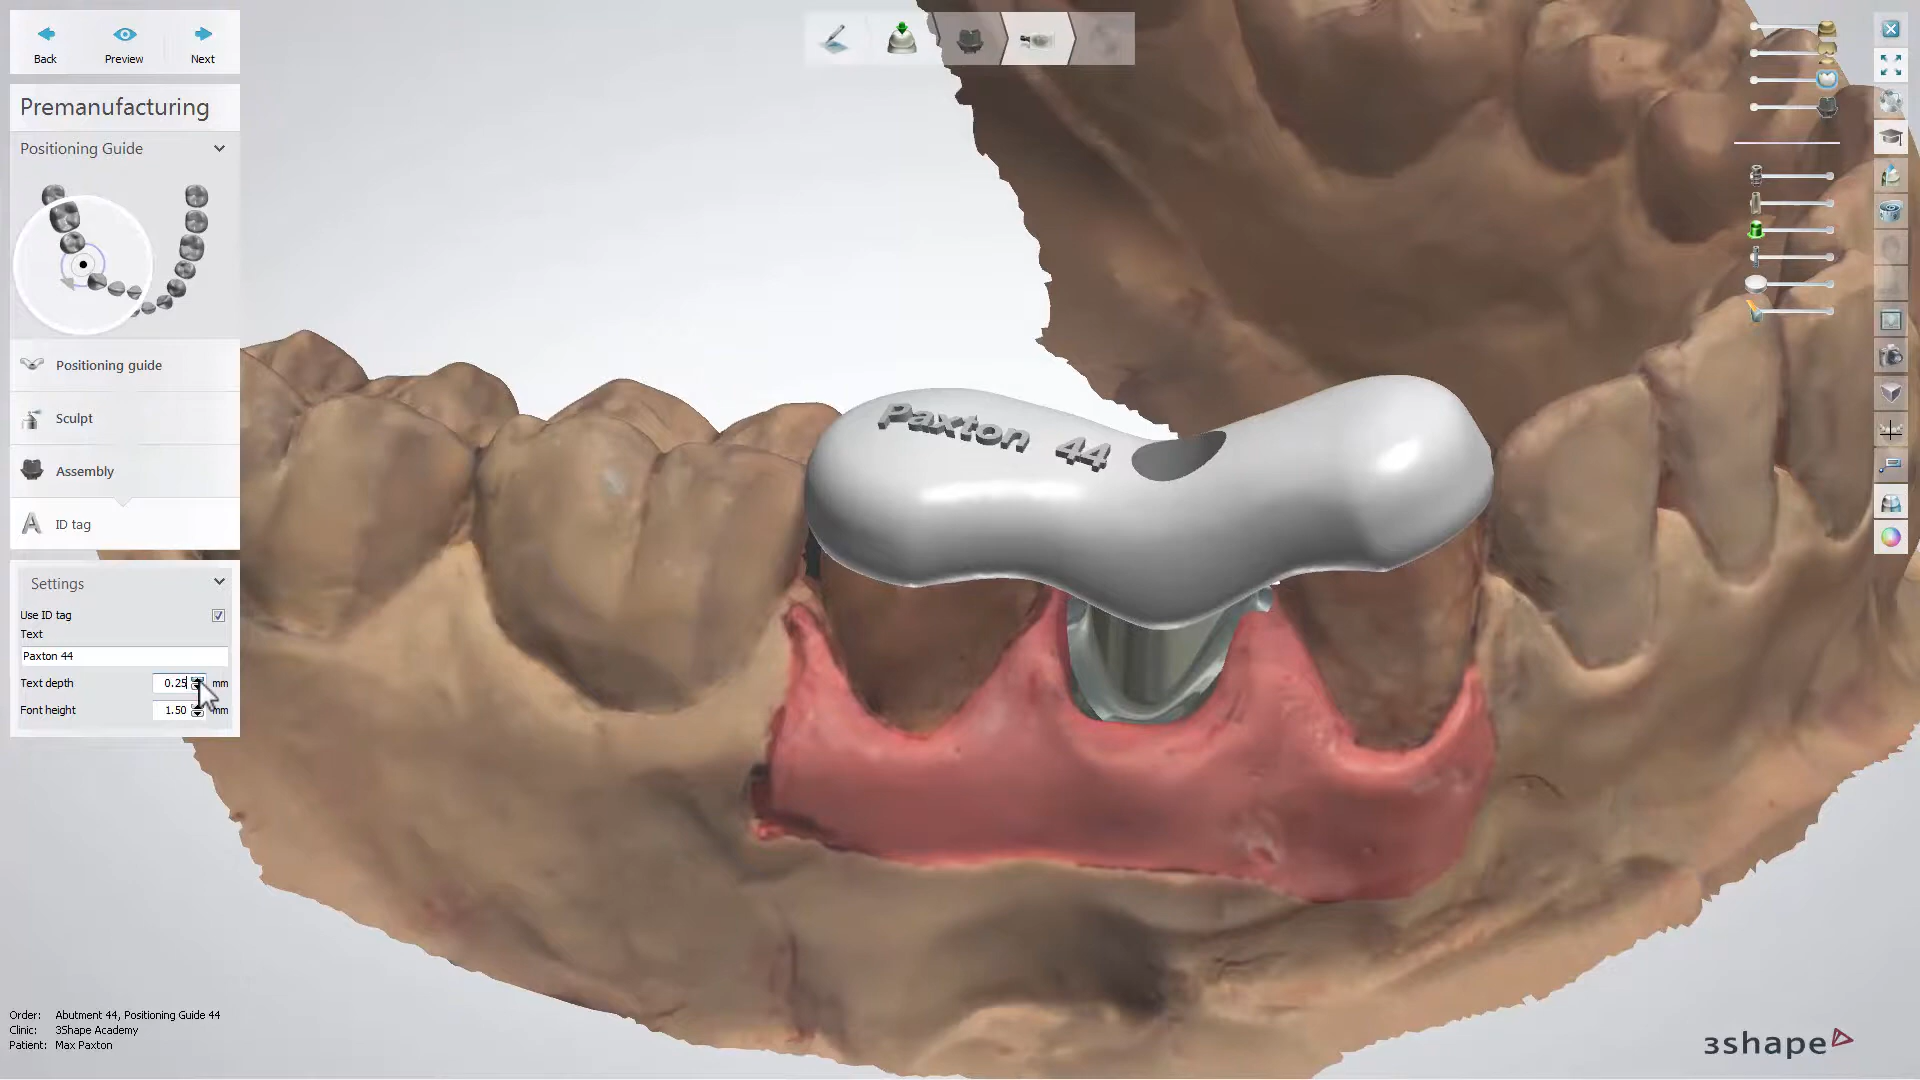 Back
Preview
Next
Premanufacturing
Positioning Guide
Positioning guide
Sculpt
Assembly
ID tag
Settings
Use ID tag
Text
Paxton 44
Text depth 0.25 mm
Font height 1.50 mm
Paxton 44
Order: Abutment 44, Positioning Guide 44
Clinic: 3Shape Academy
Patient: Max Paxton
3shape